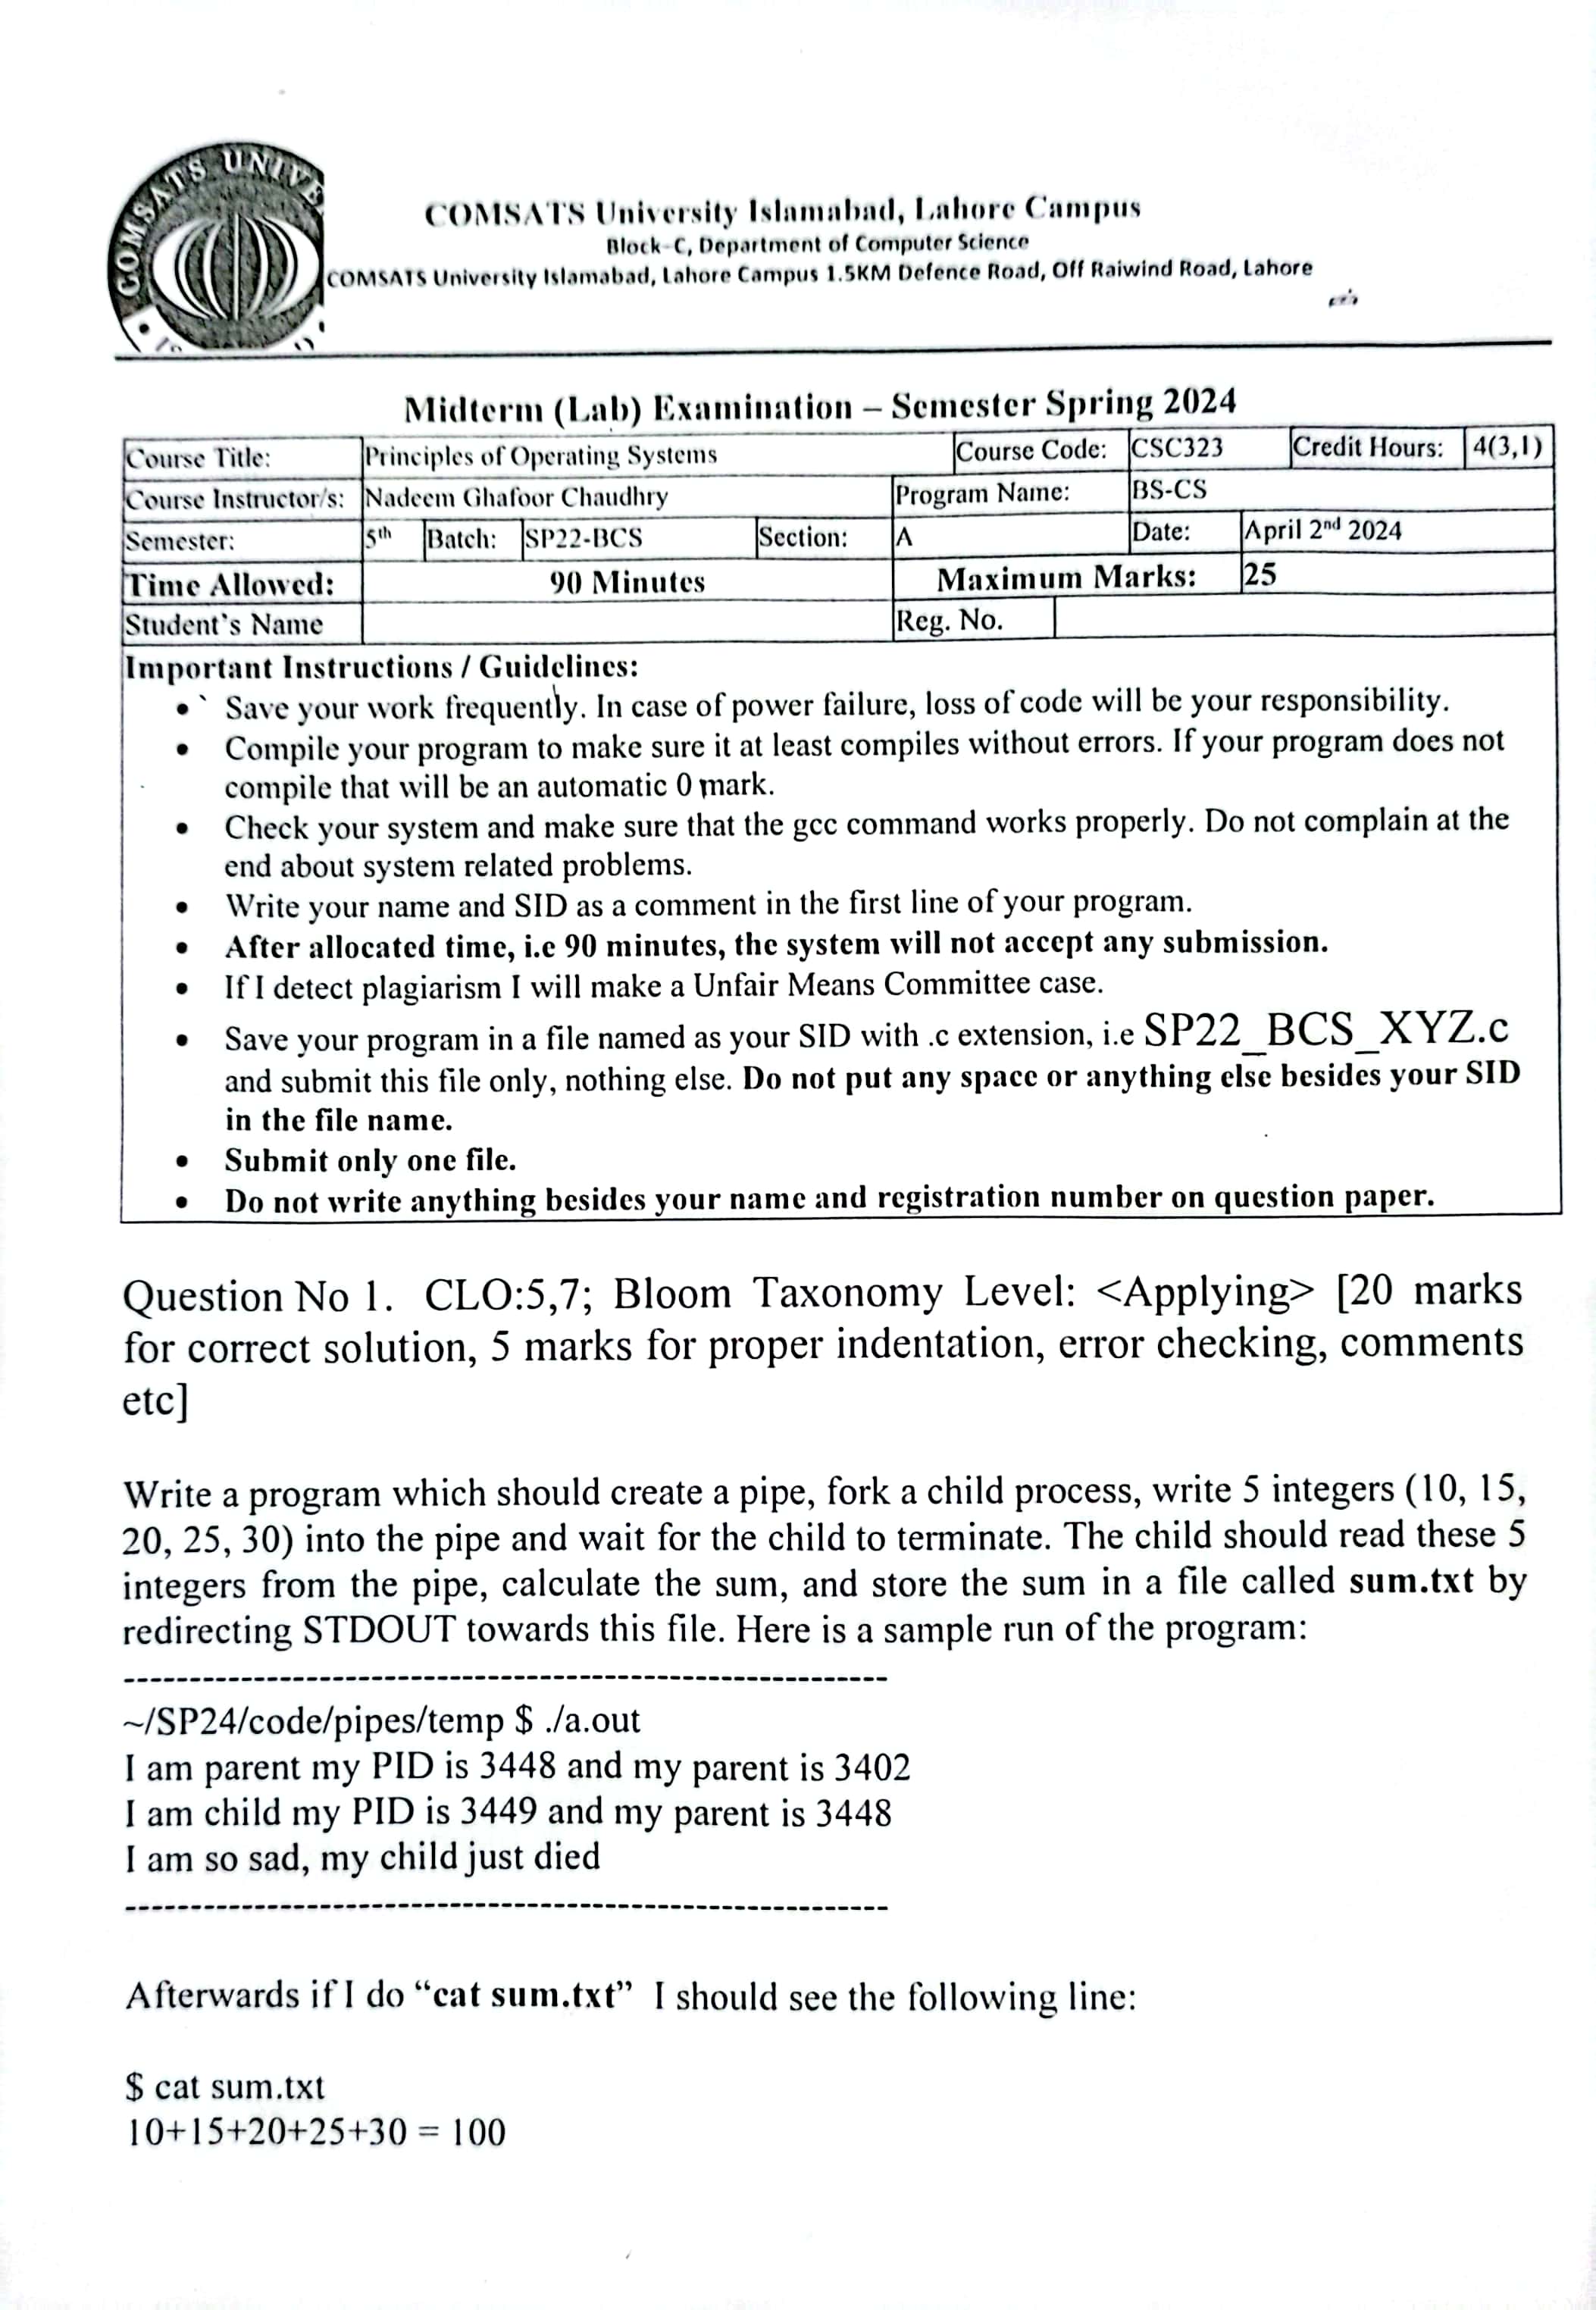 COMSATS UNIVE
COMSATS University Islamabad, Lahore Campus
Block-C, Department of Computer Science
COMSATS University Islamabad, Lahore Campus 1.5KM Defence Road, Off Raiwind Road, Lahore
Midterm (Lab) Examination – Semester Spring 2024
Course Title: Principles of Operating Systems Course Code: CSC323 Credit Hours: 4(3,1)
Course Instructor/s: Nadeem Ghafoor Chaudhry Program Name: BS-CS
Semester: 5th Batch: SP22-BCS Section: A Date: April 2nd 2024
Time Allowed: 90 Minutes Maximum Marks: 25
Student's Name Reg. No.
Important Instructions / Guidelines:
• Save your work frequently. In case of power failure, loss of code will be your responsibility.
• Compile your program to make sure it at least compiles without errors. If your program does not
compile that will be an automatic 0 mark.
• Check your system and make sure that the gcc command works properly. Do not complain at the
end about system related problems.
• Write your name and SID as a comment in the first line of your program.
• After allocated time, i.e 90 minutes, the system will not accept any submission.
• If I detect plagiarism I will make a Unfair Means Committee case.
• Save your program in a file named as your SID with .c extension, i.e SP22_BCS_XYZ.c
and submit this file only, nothing else. Do not put any space or anything else besides your SID
in the file name.
• Submit only one file.
• Do not write anything besides your name and registration number on question paper.
Question No 1. CLO:5,7; Bloom Taxonomy Level: <Applying> [20 marks
for correct solution, 5 marks for proper indentation, error checking, comments
etc]
Write a program which should create a pipe, fork a child process, write 5 integers (10, 15,
20, 25, 30) into the pipe and wait for the child to terminate. The child should read these 5
integers from the pipe, calculate the sum, and store the sum in a file called sum.txt by
redirecting STDOUT towards this file. Here is a sample run of the program:
----------------------------------------------------------
~/SP24/code/pipes/temp $ ./a.out
I am parent my PID is 3448 and my parent is 3402
I am child my PID is 3449 and my parent is 3448
I am so sad, my child just died
----------------------------------------------------------
Afterwards if I do “cat sum.txt” I should see the following line:
$ cat sum.txt
10+15+20+25+30 = 100